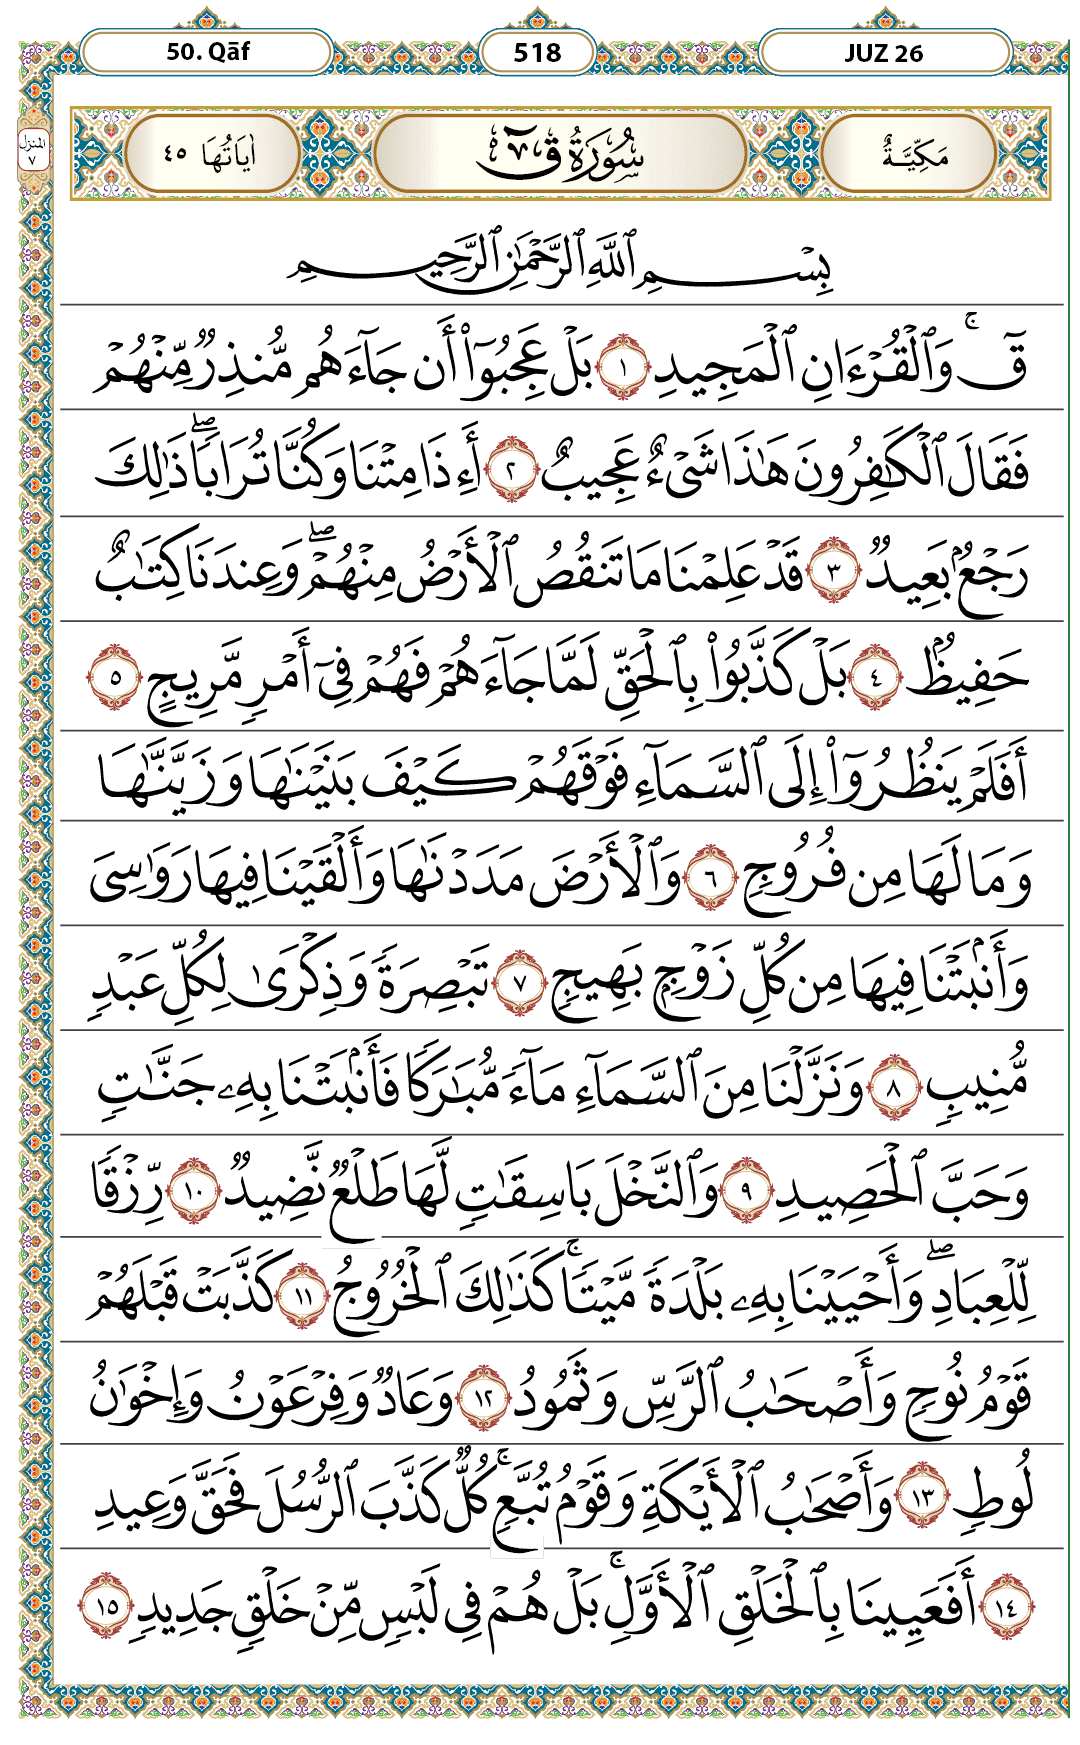 50. Qāf
518
JUZ 26
المنزل ٧
مَكِّيَّةٌ
سُورَةُ قٓ
اٰيَاتُهَا ٤٥
بِسْمِ ٱللَّهِ ٱلرَّحْمَٰنِ ٱلرَّحِيمِ
قٓ ۚ وَٱلْقُرْءَانِ ٱلْمَجِيدِ ١ بَلْ عَجِبُوٓا۟ أَن جَآءَهُم مُّنذِرٌ مِّنْهُمْ
فَقَالَ ٱلْكَٰفِرُونَ هَٰذَا شَىْءٌ عَجِيبٌ ٢ أَءِذَا مِتْنَا وَكُنَّا تُرَابًا ۖ ذَٰلِكَ
رَجْعٌۢ بَعِيدٌ ٣ قَدْ عَلِمْنَا مَا تَنقُصُ ٱلْأَرْضُ مِنْهُمْ ۖ وَعِندَنَا كِتَٰبٌ
حَفِيظٌۢ ٤ بَلْ كَذَّبُوا۟ بِٱلْحَقِّ لَمَّا جَآءَهُمْ فَهُمْ فِىٓ أَمْرٍ مَّرِيجٍ ٥
أَفَلَمْ يَنظُرُوٓا۟ إِلَى ٱلسَّمَآءِ فَوْقَهُمْ كَيْفَ بَنَيْنَٰهَا وَزَيَّنَّٰهَا
وَمَا لَهَا مِن فُرُوجٍ ٦ وَٱلْأَرْضَ مَدَدْنَٰهَا وَأَلْقَيْنَا فِيهَا رَوَٰسِىَ
وَأَنۢبَتْنَا فِيهَا مِن كُلِّ زَوْجٍۭ بَهِيجٍ ٧ تَبْصِرَةً وَذِكْرَىٰ لِكُلِّ عَبْدٍ
مُّنِيبٍ ٨ وَنَزَّلْنَا مِنَ ٱلسَّمَآءِ مَآءً مُّبَٰرَكًا فَأَنۢبَتْنَا بِهِۦ جَنَّٰتٍ
وَحَبَّ ٱلْحَصِيدِ ٩ وَٱلنَّخْلَ بَاسِقَٰتٍ لَّهَا طَلْعٌ نَّضِيدٌ ١٠ رِّزْقًا
لِّلْعِبَادِ ۖ وَأَحْيَيْنَا بِهِۦ بَلْدَةً مَّيْتًا ۚ كَذَٰلِكَ ٱلْخُرُوجُ ١١ كَذَّبَتْ قَبْلَهُمْ
قَوْمُ نُوحٍ وَأَصْحَٰبُ ٱلرَّسِّ وَثَمُودُ ١٢ وَعَادٌ وَفِرْعَوْنُ وَإِخْوَٰنُ
لُوطٍ ١٣ وَأَصْحَٰبُ ٱلْأَيْكَةِ وَقَوْمُ تُبَّعٍ ۚ كُلٌّ كَذَّبَ ٱلرُّسُلَ فَحَقَّ وَعِيدِ
١٤ أَفَعَيِينَا بِٱلْخَلْقِ ٱلْأَوَّلِ ۚ بَلْ هُمْ فِى لَبْسٍ مِّنْ خَلْقٍ جَدِيدٍ ١٥